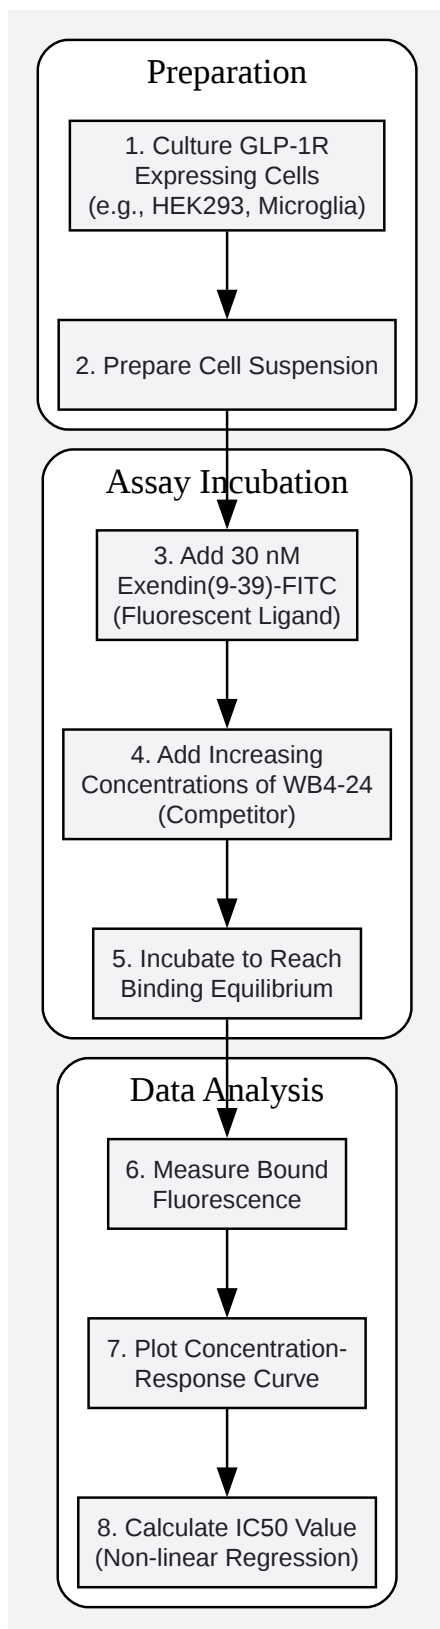 Preparation
1. Culture GLP-1R
Expressing Cells
(e.g., HEK293, Microglia)
2. Prepare Cell Suspension
Assay Incubation
3. Add 30 nM
Exendin(9-39)-FITC
(Fluorescent Ligand)
4. Add Increasing
Concentrations of WB4-24
(Competitor)
5. Incubate to Reach
Binding Equilibrium
Data Analysis
6. Measure Bound
Fluorescence
7. Plot Concentration-
Response Curve
8. Calculate IC50 Value
(Non-linear Regression)